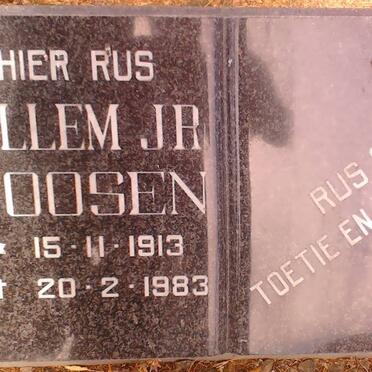 HIER RUS
LLEM JR
OOSEN
15·11·1913
20·2·1983
RUS
TOETIE EN